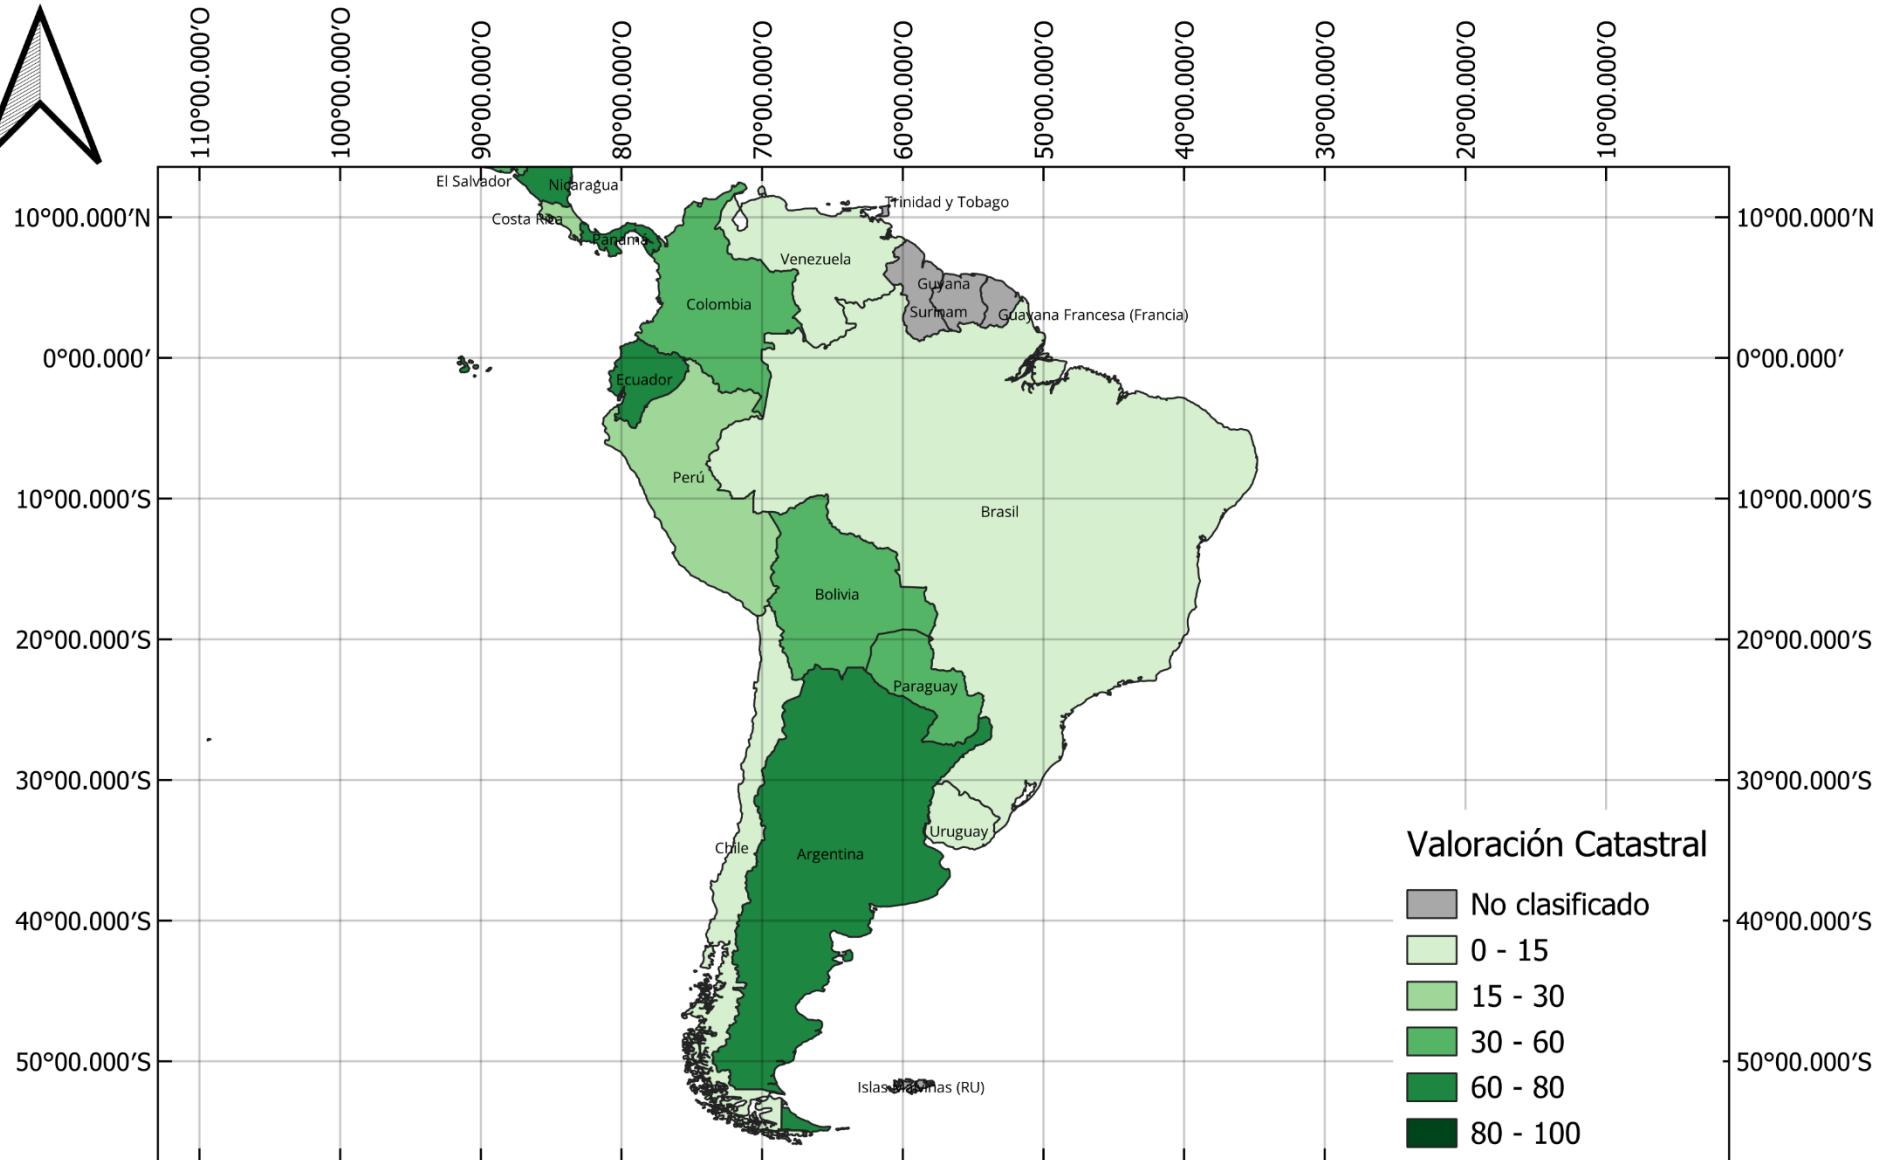 110°00.000′O
100°00.000′O
90°00.000′O
80°00.000′O
70°00.000′O
60°00.000′O
50°00.000′O
40°00.000′O
30°00.000′O
20°00.000′O
10°00.000′O
El Salvador
Nicaragua
Trinidad y Tobago
10°00.000′N
Costa Rica
10°00.000′N
Panamá
Venezuela
Guyana
Colombia
Surinam
Guayana Francesa (Francia)
0°00.000′
0°00.000′
Ecuador
Perú
10°00.000′S
10°00.000′S
Brasil
Bolivia
20°00.000′S
20°00.000′S
Paraguay
30°00.000′S
30°00.000′S
Uruguay
Chile
Argentina
Valoración Catastral
No clasificado
40°00.000′S
40°00.000′S
0 - 15
15 - 30
30 - 60
50°00.000′S
50°00.000′S
Islas Malvinas (RU)
60 - 80
80 - 100